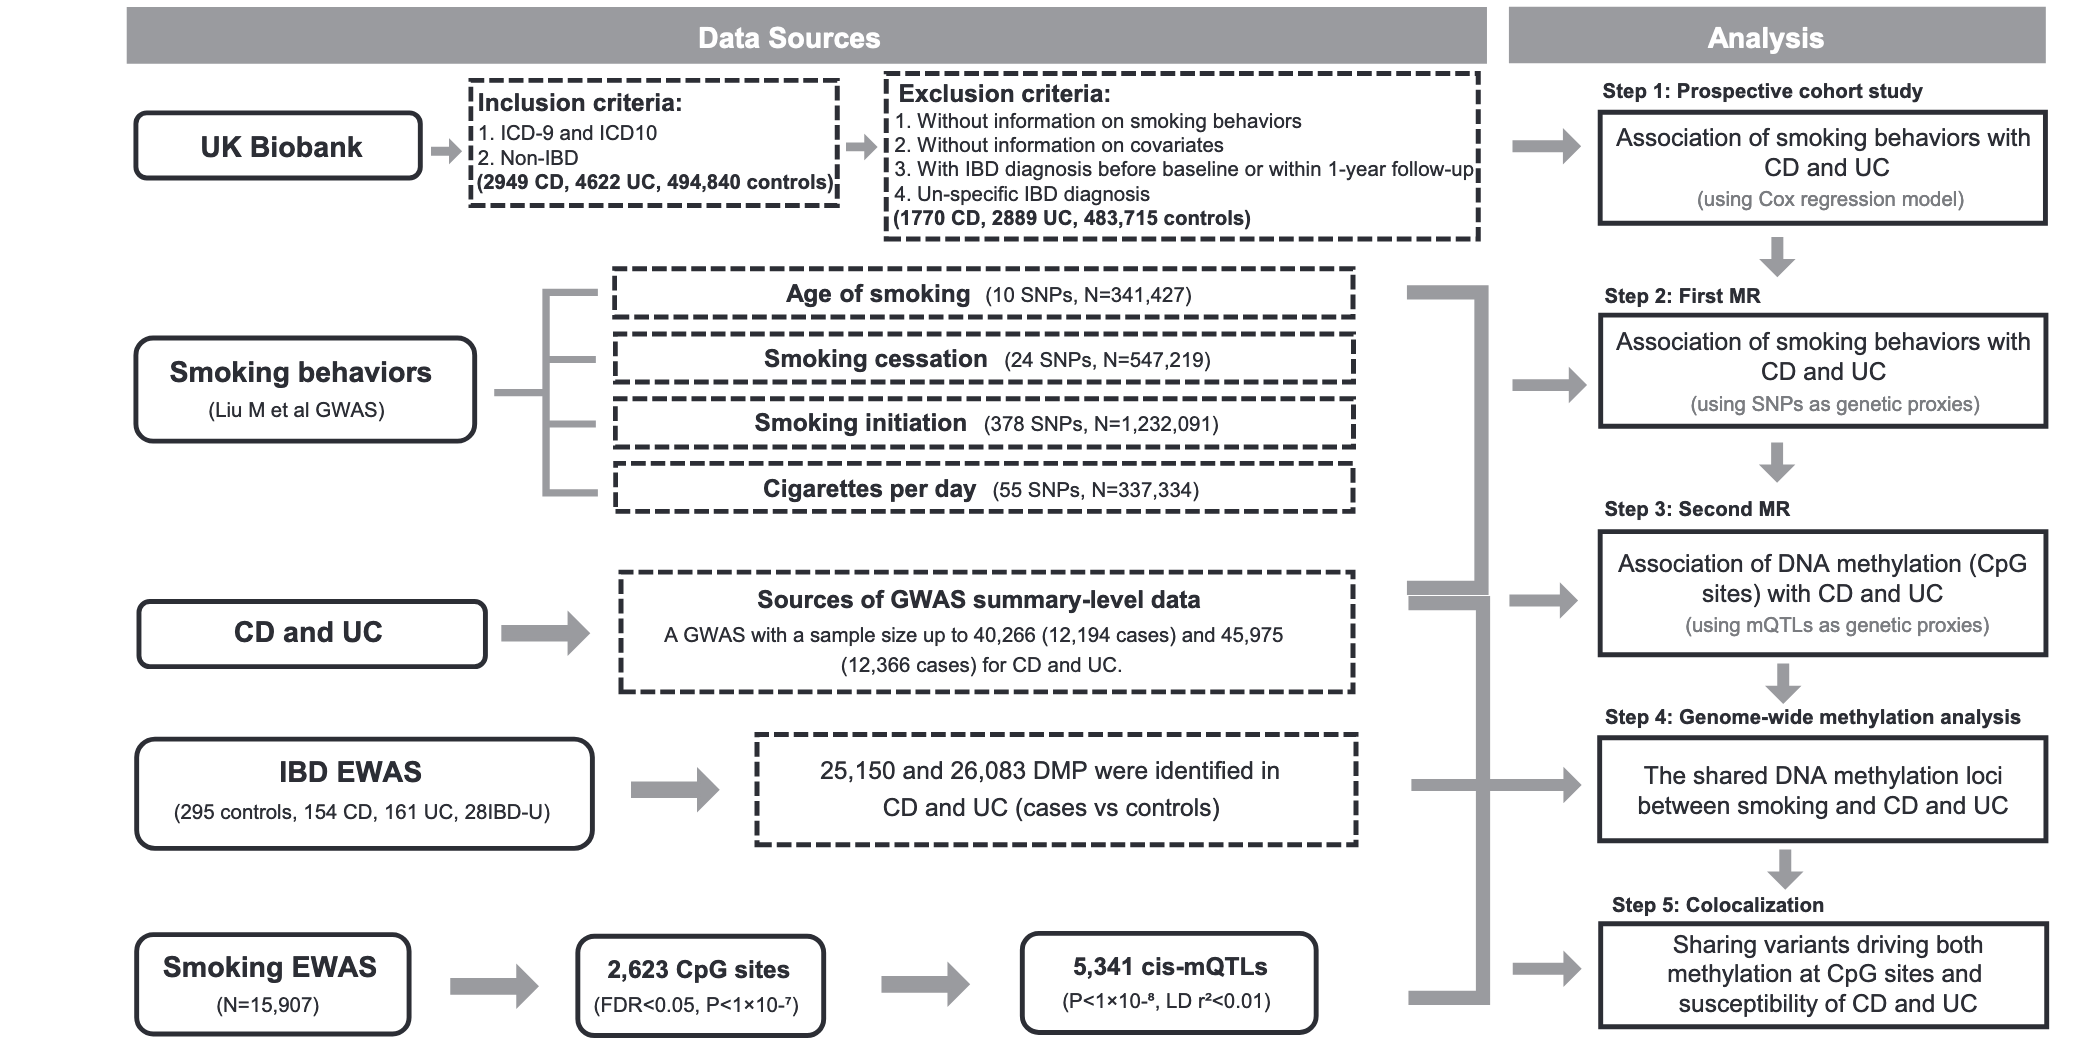 Data Sources
Analysis
UK Biobank
Inclusion criteria:
1. ICD-9 and ICD10
2. Non-IBD
(2949 CD, 4622 UC, 494,840 controls)
Exclusion criteria:
1. Without information on smoking behaviors
2. Without information on covariates
3. With IBD diagnosis before baseline or within 1-year follow-up
4. Un-specific IBD diagnosis
(1770 CD, 2889 UC, 483,715 controls)
Step 1: Prospective cohort study
Association of smoking behaviors with
CD and UC
(using Cox regression model)
Smoking behaviors
(Liu M et al GWAS)
Age of smoking (10 SNPs, N=341,427)
Smoking cessation (24 SNPs, N=547,219)
Smoking initiation (378 SNPs, N=1,232,091)
Cigarettes per day (55 SNPs, N=337,334)
Step 2: First MR
Association of smoking behaviors with
CD and UC
(using SNPs as genetic proxies)
CD and UC
Sources of GWAS summary-level data
A GWAS with a sample size up to 40,266 (12,194 cases) and 45,975
(12,366 cases) for CD and UC.
Step 3: Second MR
Association of DNA methylation (CpG
sites) with CD and UC
(using mQTLs as genetic proxies)
IBD EWAS
(295 controls, 154 CD, 161 UC, 28IBD-U)
25,150 and 26,083 DMP were identified in
CD and UC (cases vs controls)
Step 4: Genome-wide methylation analysis
The shared DNA methylation loci
between smoking and CD and UC
Smoking EWAS
(N=15,907)
2,623 CpG sites
(FDR<0.05, P<1×10-⁷)
5,341 cis-mQTLs
(P<1×10-⁸, LD r²<0.01)
Step 5: Colocalization
Sharing variants driving both
methylation at CpG sites and
susceptibility of CD and UC